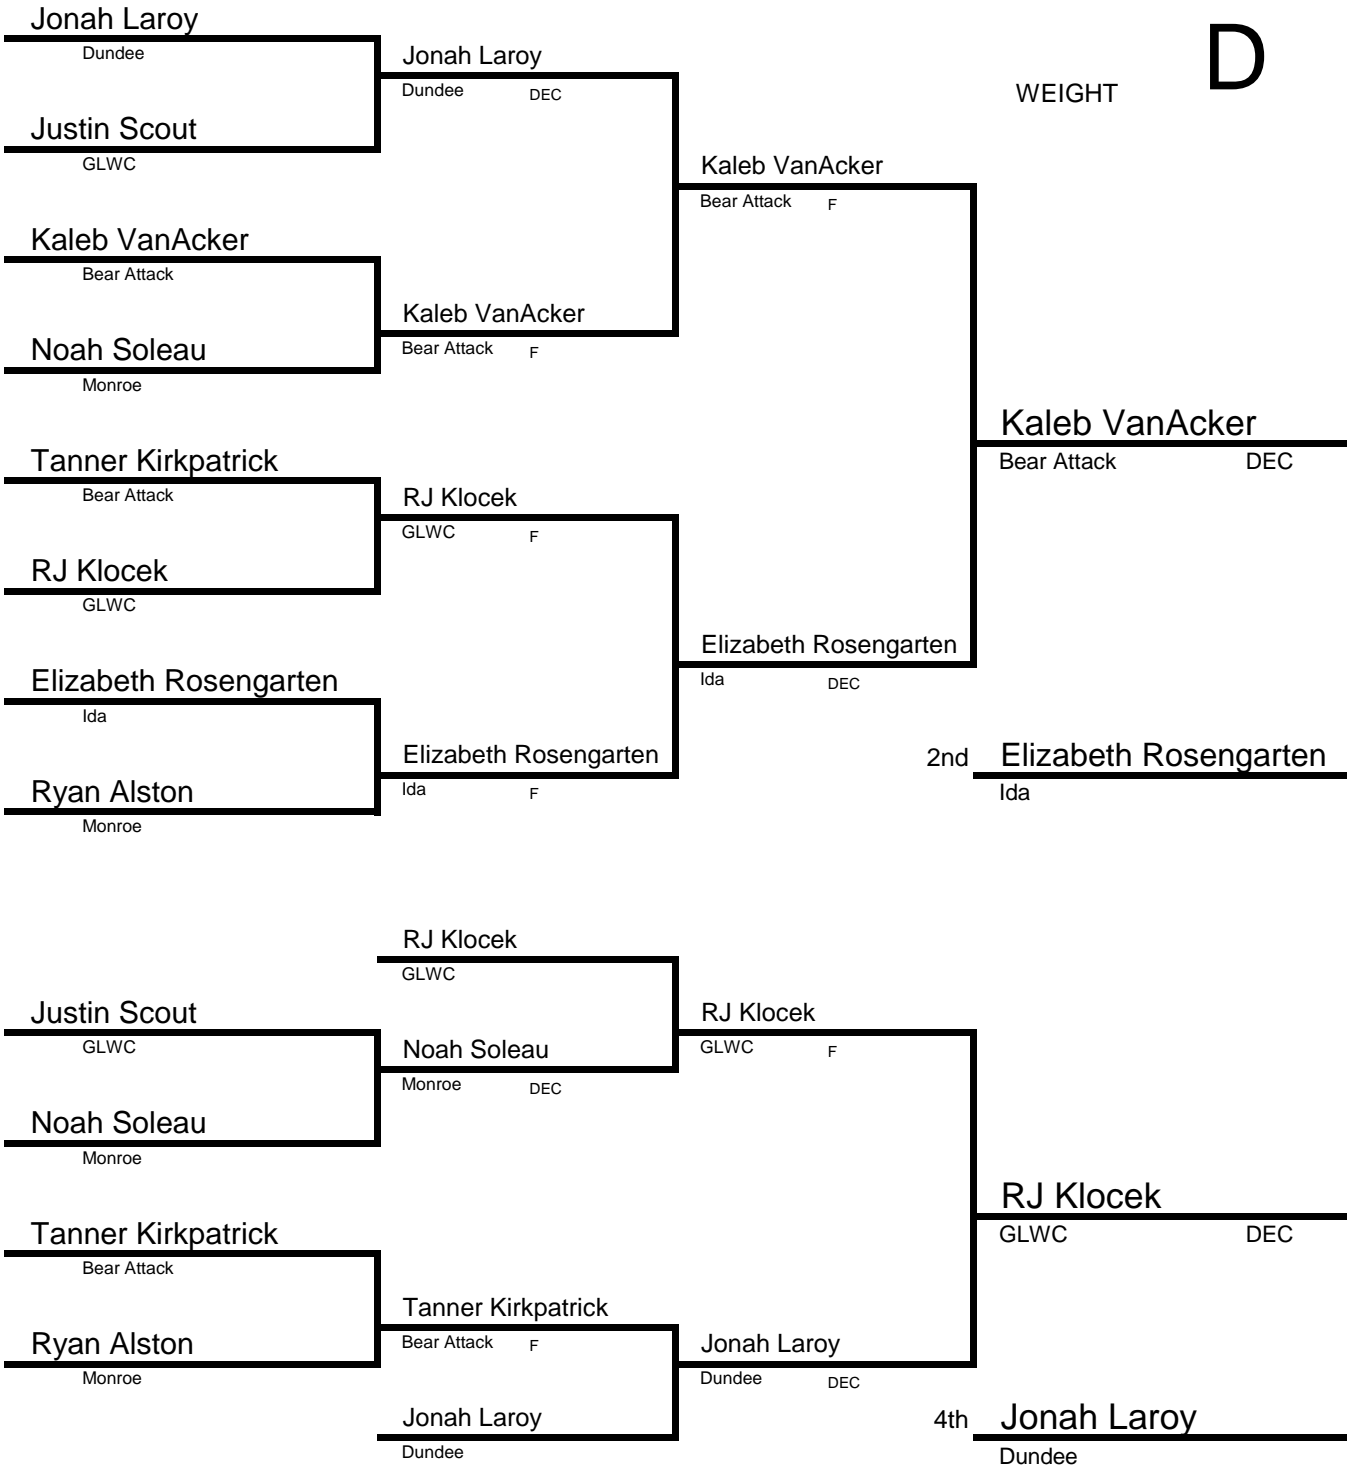 Jonah Laroy
Dundee
Jonah Laroy
Dundee DEC
D
WEIGHT
Justin Scout
GLWC
Kaleb VanAcker
Bear Attack F
Kaleb VanAcker
Bear Attack
Kaleb VanAcker
Bear Attack F
Noah Soleau
Monroe
Kaleb VanAcker
Bear Attack DEC
Tanner Kirkpatrick
Bear Attack
RJ Klocek
GLWC F
RJ Klocek
GLWC
Elizabeth Rosengarten
Ida DEC
Elizabeth Rosengarten
Ida
Elizabeth Rosengarten
Ida F
2nd Elizabeth Rosengarten
Ida
Ryan Alston
Monroe
RJ Klocek
GLWC
Justin Scout
GLWC
RJ Klocek
GLWC F
Noah Soleau
Monroe DEC
Noah Soleau
Monroe
RJ Klocek
GLWC DEC
Tanner Kirkpatrick
Bear Attack
Tanner Kirkpatrick
Bear Attack F
Ryan Alston
Monroe
Jonah Laroy
Dundee DEC
Jonah Laroy
Dundee
4th Jonah Laroy
Dundee